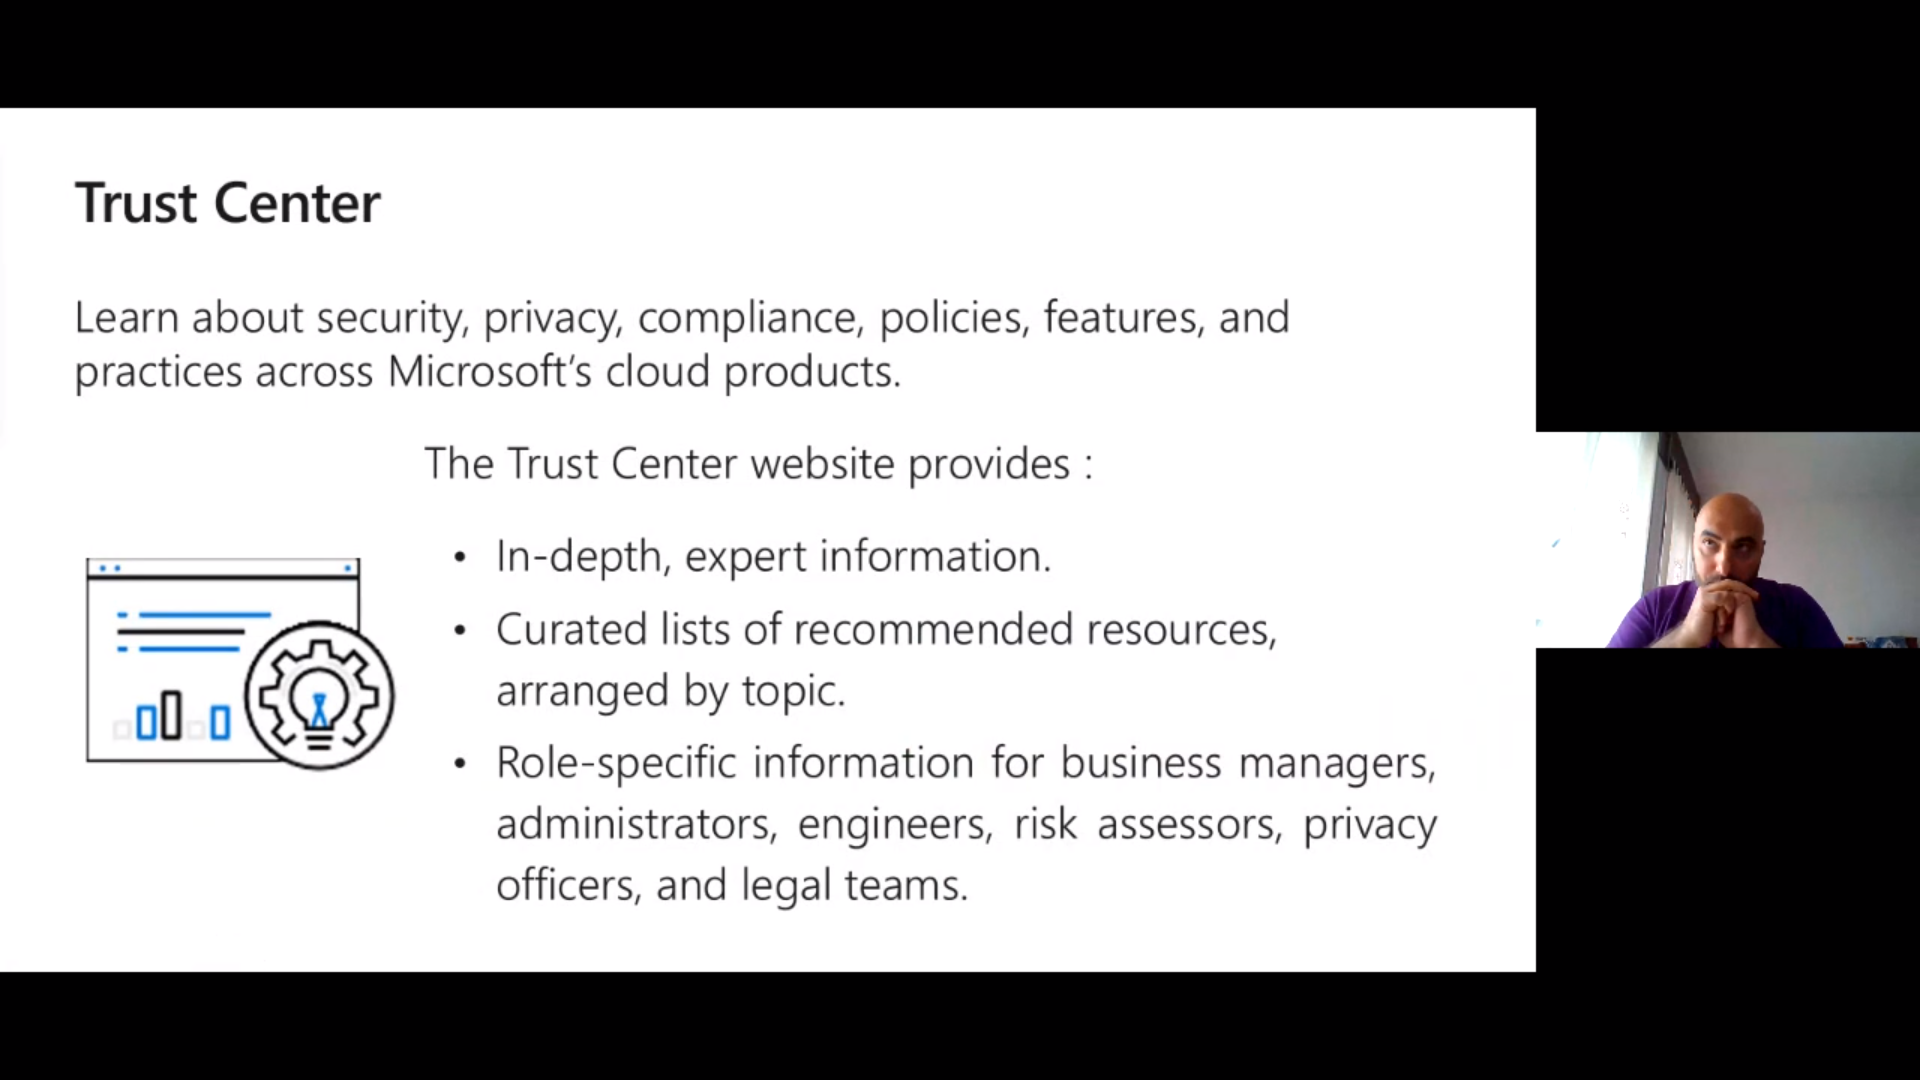 Trust Center
Learn about security, privacy, compliance, policies, features, and
practices across Microsoft's cloud products.
The Trust Center website provides :
• In-depth, expert information.
• Curated lists of recommended resources,
arranged by topic.
• Role-specific information for business managers,
administrators, engineers, risk assessors, privacy
officers, and legal teams.